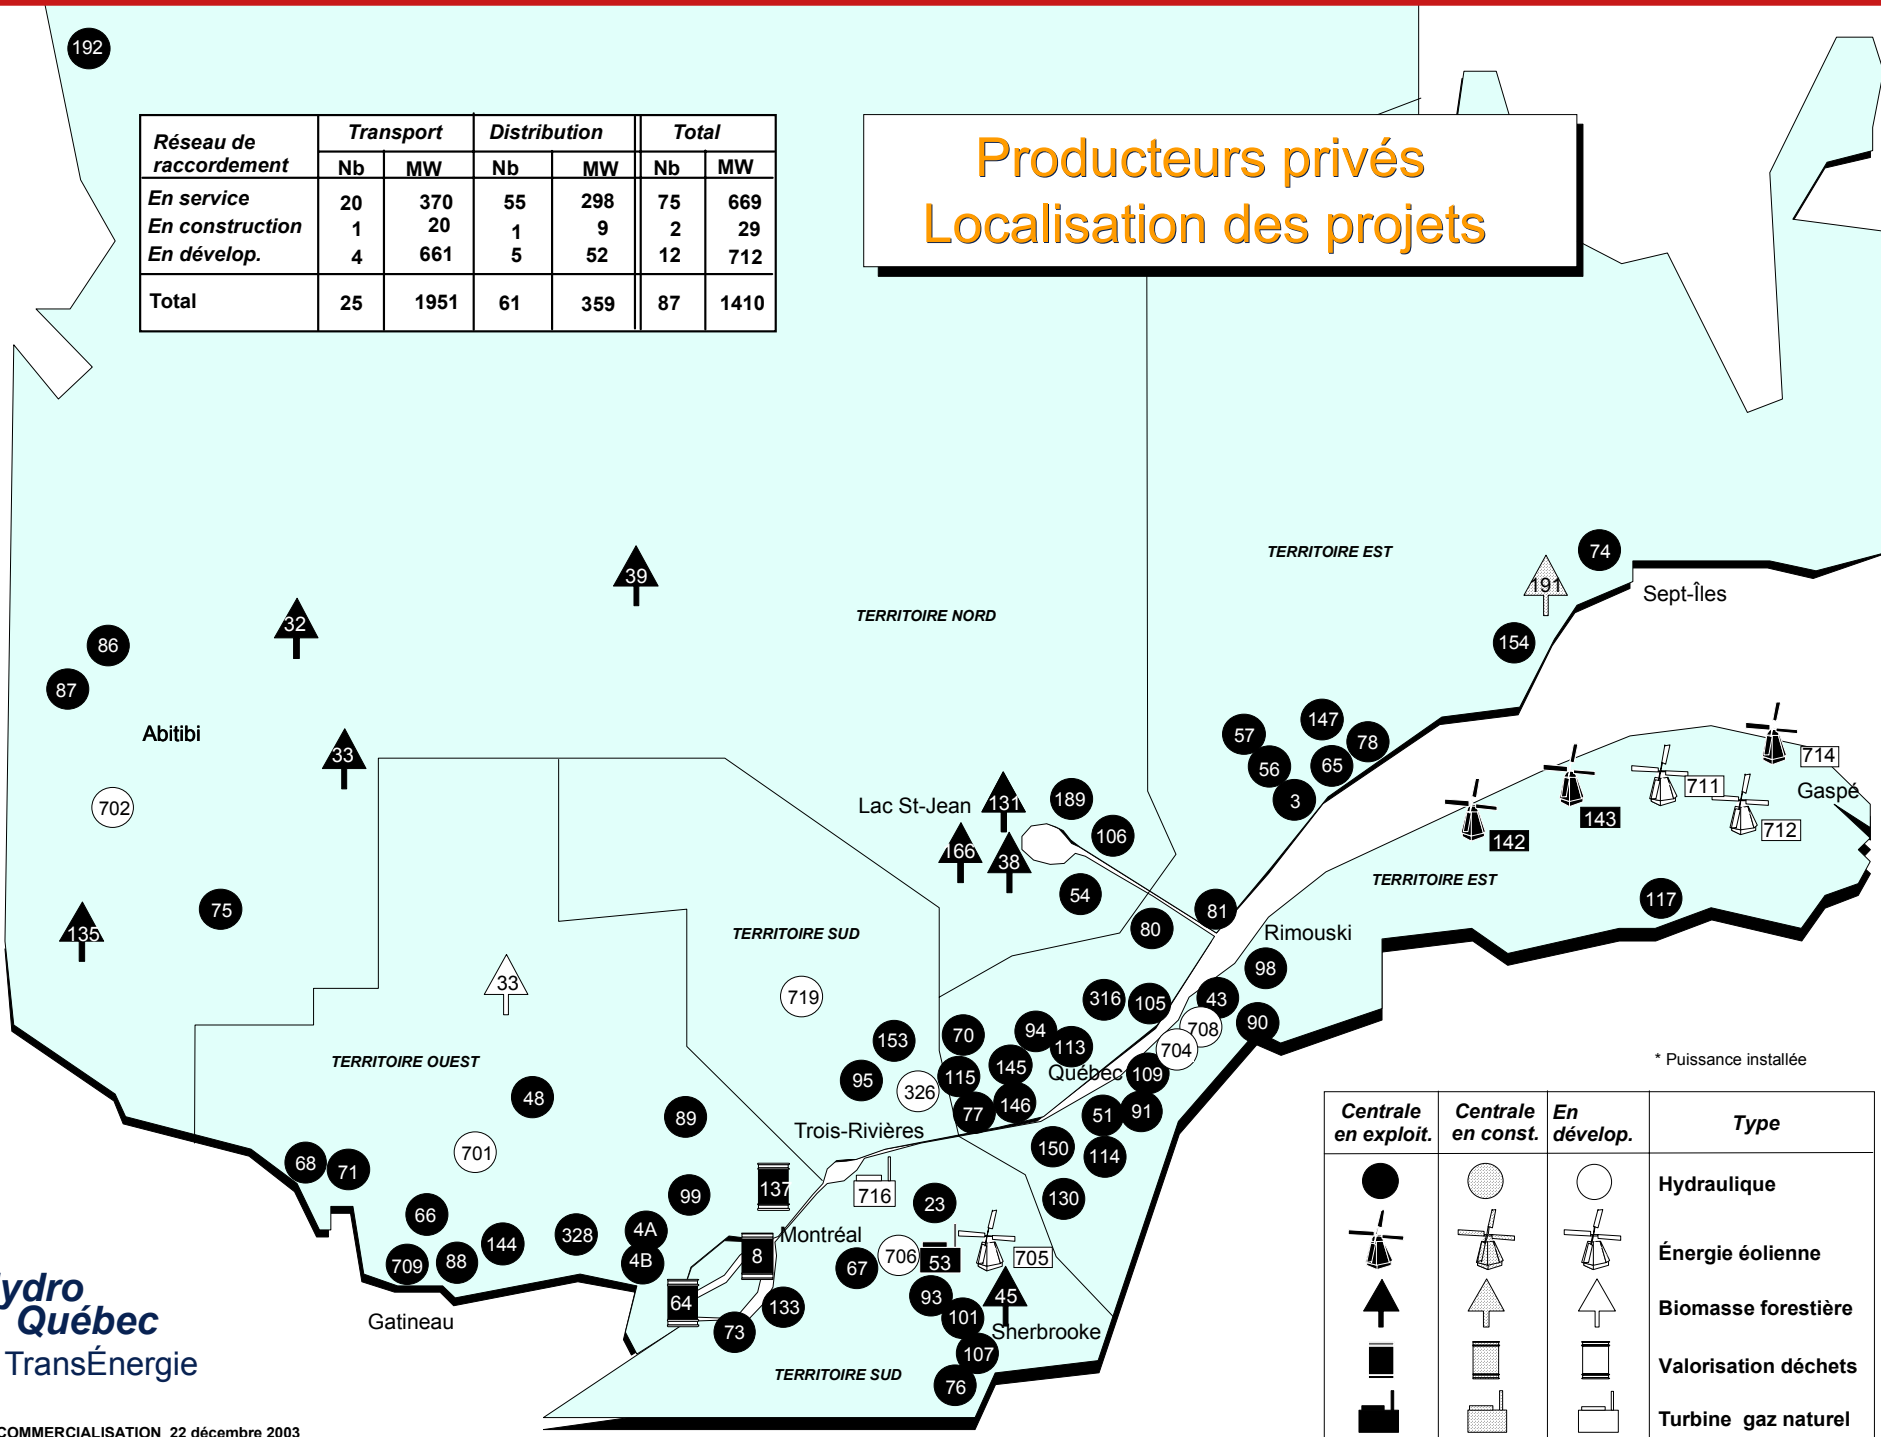 192
Réseau de raccordement Transport Distribution Total
Nb MW Nb MW Nb MW
En service 20 370 55 298 75 669
En construction 1 20 1 9 2 29
En dévelop. 4 661 5 52 12 712
Total 25 1951 61 359 87 1410
Producteurs privés
Localisation des projets
TERRITOIRE EST
74
39
191
Sept-Îles
TERRITOIRE NORD
32
86
154
87
147
714
Abitibi
57
78
33
56
65
711
Gaspé
702
Lac St-Jean
131
189
3
143
712
106
142
166
38
TERRITOIRE EST
54
117
75
81
135
TERRITOIRE SUD
80
Rimouski
98
33
719
316
105
43
708
90
153
70
94
113
704
TERRITOIRE OUEST
* Puissance installée
95
115
145
Québec
109
326
48
77
146
51
91
89
Trois-Rivières
701
150
114
68
71
137
716
99
23
130
66
4A
Montréal
144
328
8
706
53
705
709
88
4B
67
64
133
93
45
101
Gatineau
73
Sherbrooke
107
TERRITOIRE SUD
76
Centrale en exploit. Centrale en const. En dévelop. Type
Hydraulique
Énergie éolienne
Biomasse forestière
Valorisation déchets
Turbine gaz naturel
ydro
Québec
TransÉnergie
COMMERCIALISATION 22 décembre 2003